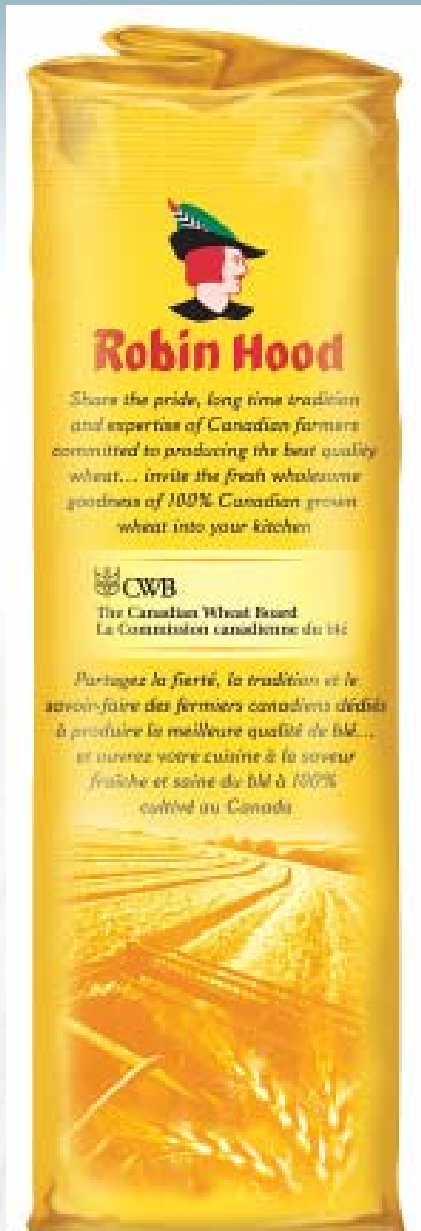 Robin Hood
Share the pride, long time tradition
and expertise of Canadian farmers
committed to producing the best quality
wheat... invite the fresh wholesome
goodness of 100% Canadian grown
wheat into your kitchen
CWB
The Canadian Wheat Board
La Commission canadienne du blé
Partagez la fierté, la tradition et le
savoir-faire des fermiers canadiens dédiés
à produire la meilleure qualité de blé...
et ouvrez votre cuisine à la saveur
fraîche et saine du blé à 100%
cultivé au Canada